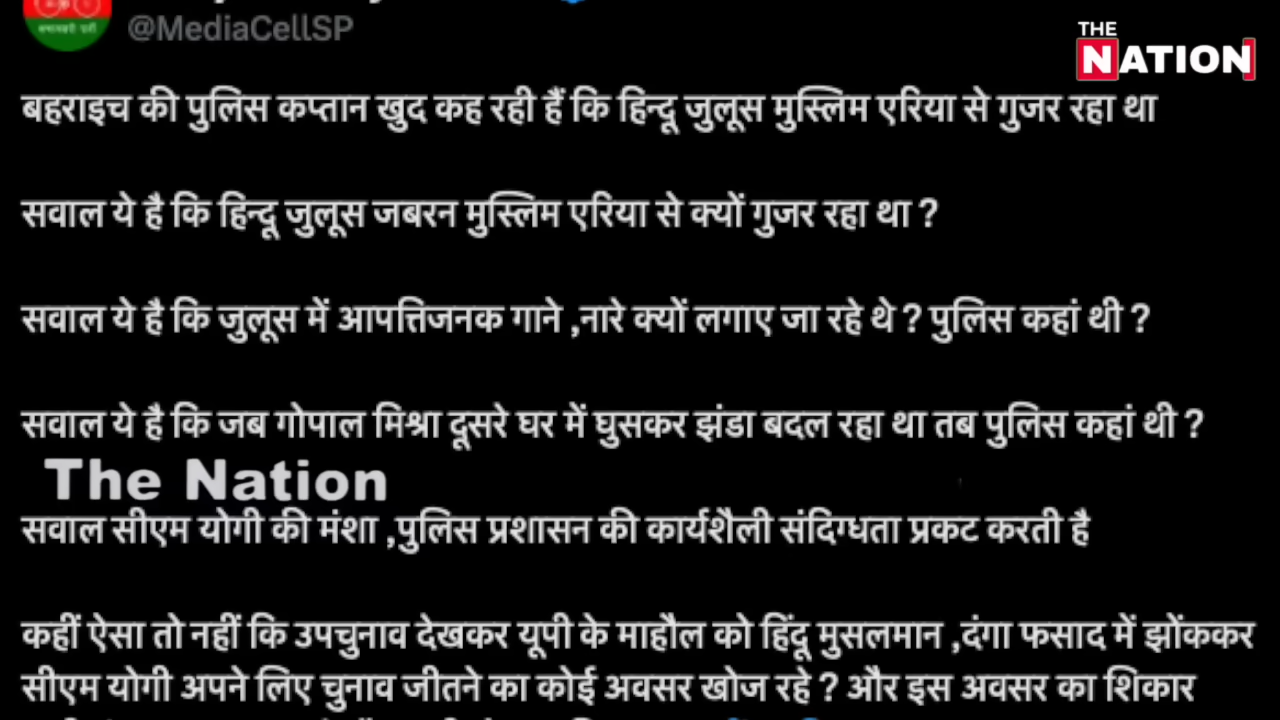 @MediaCellSP
THE
NATION
बहराइच की पुलिस कप्तान खुद कह रही हैं कि हिन्दू जुलूस मुस्लिम एरिया से गुजर रहा था
सवाल ये है कि हिन्दू जुलूस जबरन मुस्लिम एरिया से क्यों गुजर रहा था ?
सवाल ये है कि जुलूस में आपत्तिजनक गाने ,नारे क्यों लगाए जा रहे थे ? पुलिस कहां थी ?
सवाल ये है कि जब गोपाल मिश्रा दूसरे घर में घुसकर झंडा बदल रहा था तब पुलिस कहां थी ?
The Nation
सवाल सीएम योगी की मंशा ,पुलिस प्रशासन की कार्यशैली संदिग्धता प्रकट करती है
कहीं ऐसा तो नहीं कि उपचुनाव देखकर यूपी के माहौल को हिंदू मुसलमान ,दंगा फसाद में झोंककर
सीएम योगी अपने लिए चुनाव जीतने का कोई अवसर खोज रहे ? और इस अवसर का शिकार